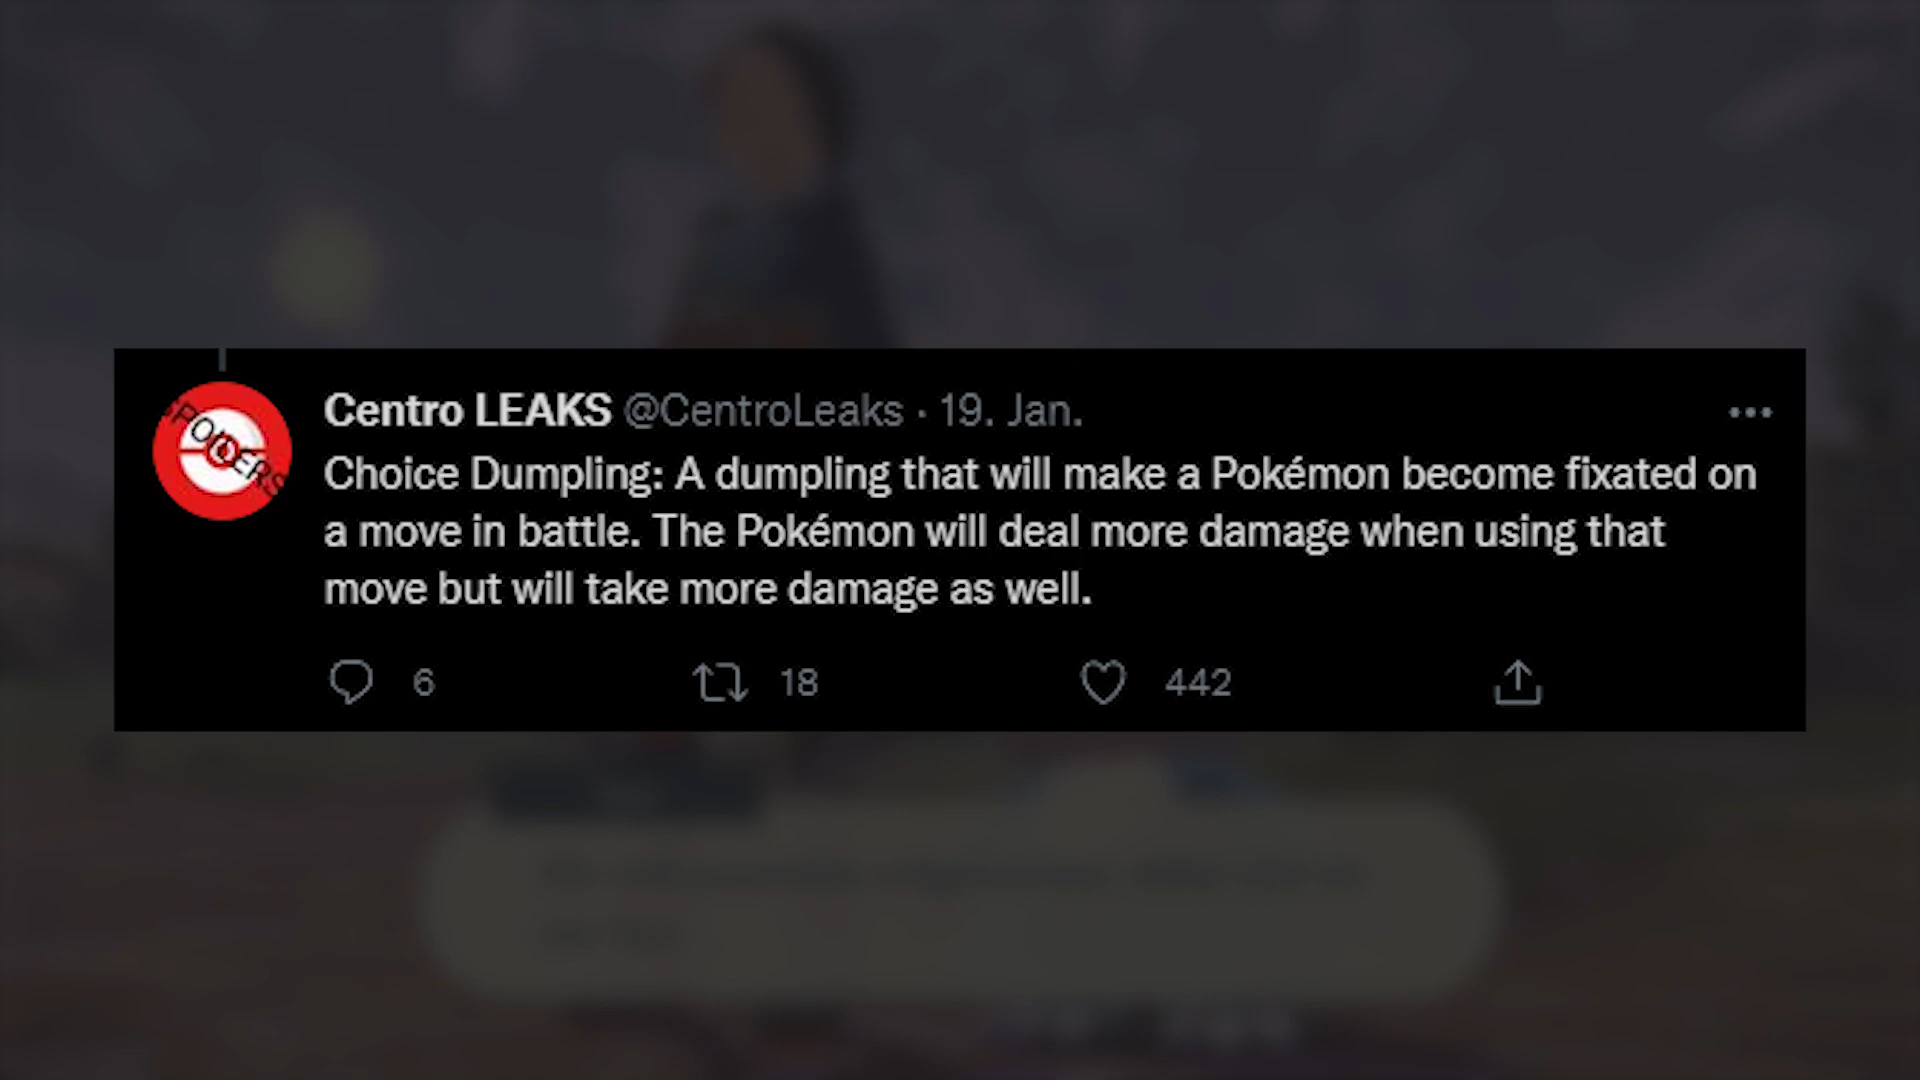 SPOILERS
Centro LEAKS @CentroLeaks · 19. Jan.
Choice Dumpling: A dumpling that will make a Pokémon become fixated on
a move in battle. The Pokémon will deal more damage when using that
move but will take more damage as well.
6 18 442